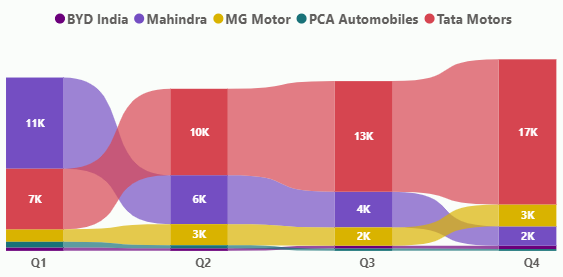 BYD India Mahindra MG Motor PCA Automobiles Tata Motors
11K 7K
10K 6K 3K
13K 4K 2K
17K 3K 2K
Q1 Q2 Q3 Q4